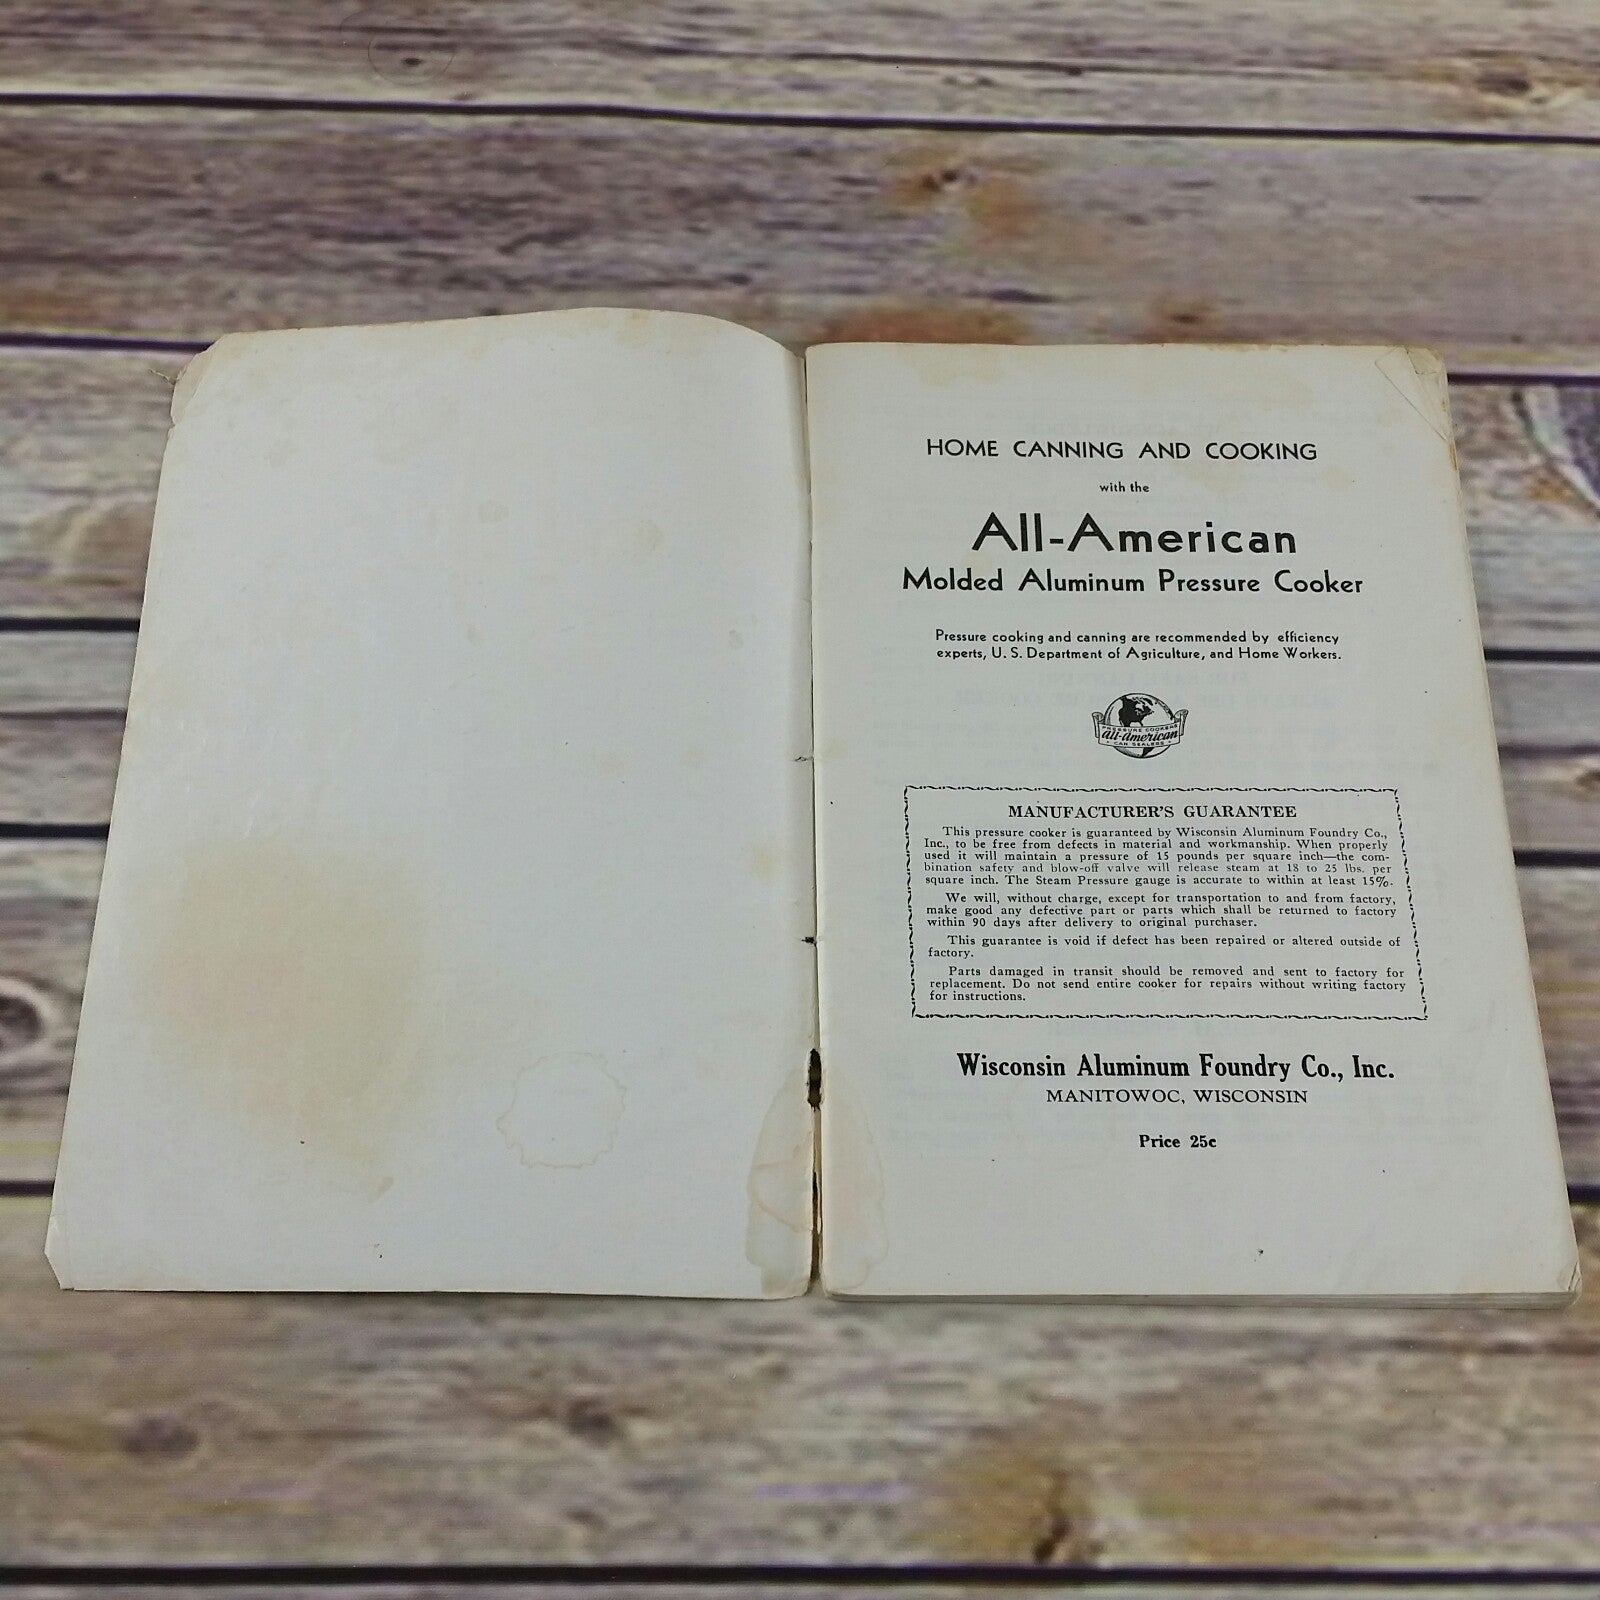 HOME CANNING AND COOKING
with the
All-American
Molded Aluminum Pressure Cooker
Pressure cooking and canning are recommended by efficiency
experts, U. S. Department of Agriculture, and Home Workers.
PRESSURE COOKERS
All-American
CAN SEALERS
MANUFACTURER'S GUARANTEE
This pressure cooker is guaranteed by Wisconsin Aluminum Foundry Co.,
Inc., to be free from defects in material and workmanship. When properly
used it will maintain a pressure of 15 pounds per square inch—the com-
bination safety and blow-off valve will release steam at 18 to 25 lbs. per
square inch. The Steam Pressure gauge is accurate to within at least 15%.
We will, without charge, except for transportation to and from factory,
make good any defective part or parts which shall be returned to factory
within 90 days after delivery to original purchaser.
This guarantee is void if defect has been repaired or altered outside of
factory.
Parts damaged in transit should be removed and sent to factory for
replacement. Do not send entire cooker for repairs without writing factory
for instructions.
Wisconsin Aluminum Foundry Co., Inc.
MANITOWOC, WISCONSIN
Price 25c